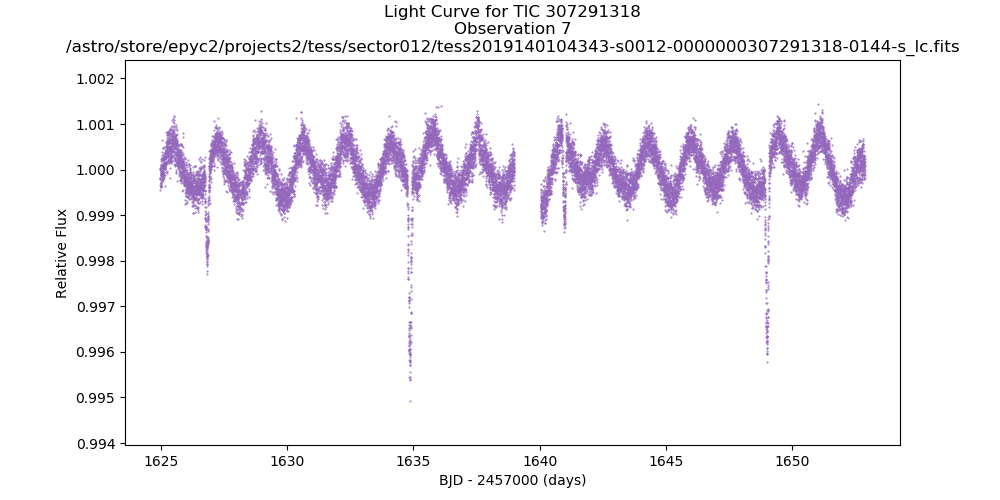 Light Curve for TIC 307291318
Observation 7
/astro/store/epyc2/projects2/tess/sector012/tess2019140104343-s0012-0000000307291318-0144-s_lc.fits
1.002
1.001
1.000
0.999
0.998
0.997
0.996
0.995
0.994
Relative Flux
1625 1630 1635 1640 1645 1650
BJD - 2457000 (days)